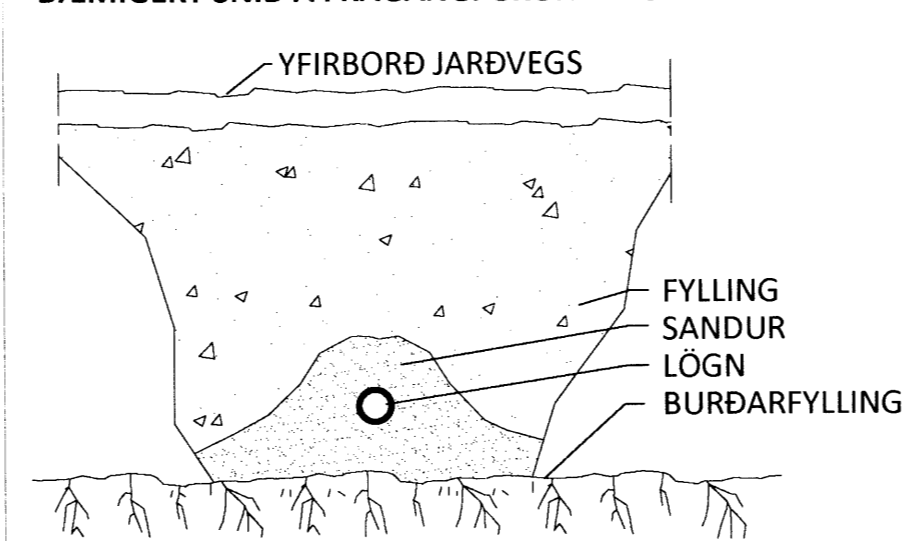 YFIRBORÐ JARÐVEGS
FYLLING
SANDUR
LÖGN
BURÐARFYLLING